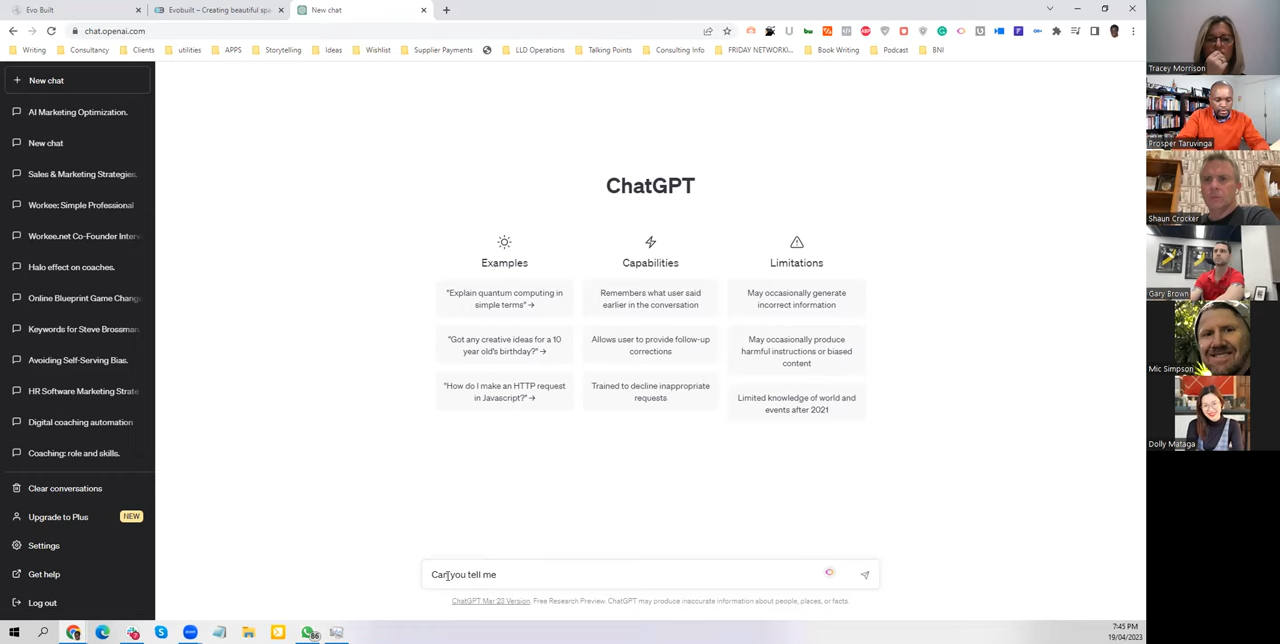 Evo Built
Evobuilt – Creating beautiful spa
New chat
chat.openai.com
Writing
Consultancy
Clients
utilities
APPS
Storytelling
Ideas
Wishlist
Supplier Payments
LLD Operations
Talking Points
Consulting Info
FRIDAY NETWORKI...
Book Writing
Podcast
BNI
New chat
AI Marketing Optimization.
New chat
Sales & Marketing Strategies.
Workee: Simple Professional
Workee.net Co-Founder Interv
Halo effect on coaches.
Online Blueprint Game Change
Keywords for Steve Brossman.
Avoiding Self-Serving Bias.
HR Software Marketing Strate
Digital coaching automation
Coaching: role and skills.
Clear conversations
Upgrade to Plus
NEW
Settings
Get help
Log out
ChatGPT
Examples
"Explain quantum computing in
simple terms" →
"Got any creative ideas for a 10
year old's birthday?" →
"How do I make an HTTP request
in Javascript?" →
Capabilities
Remembers what user said
earlier in the conversation
Allows user to provide follow-up
corrections
Trained to decline inappropriate
requests
Limitations
May occasionally generate
incorrect information
May occasionally produce
harmful instructions or biased
content
Limited knowledge of world and
events after 2021
Can you tell me
ChatGPT Mar 23 Version. Free Research Preview. ChatGPT may produce inaccurate information about people, places, or facts.
Tracey Morrison
Prosper Taruvinga
Shaun Crocker
Gary Brown
Mic Simpson
Dolly Mataga
86
7:45 PM
19/04/2023